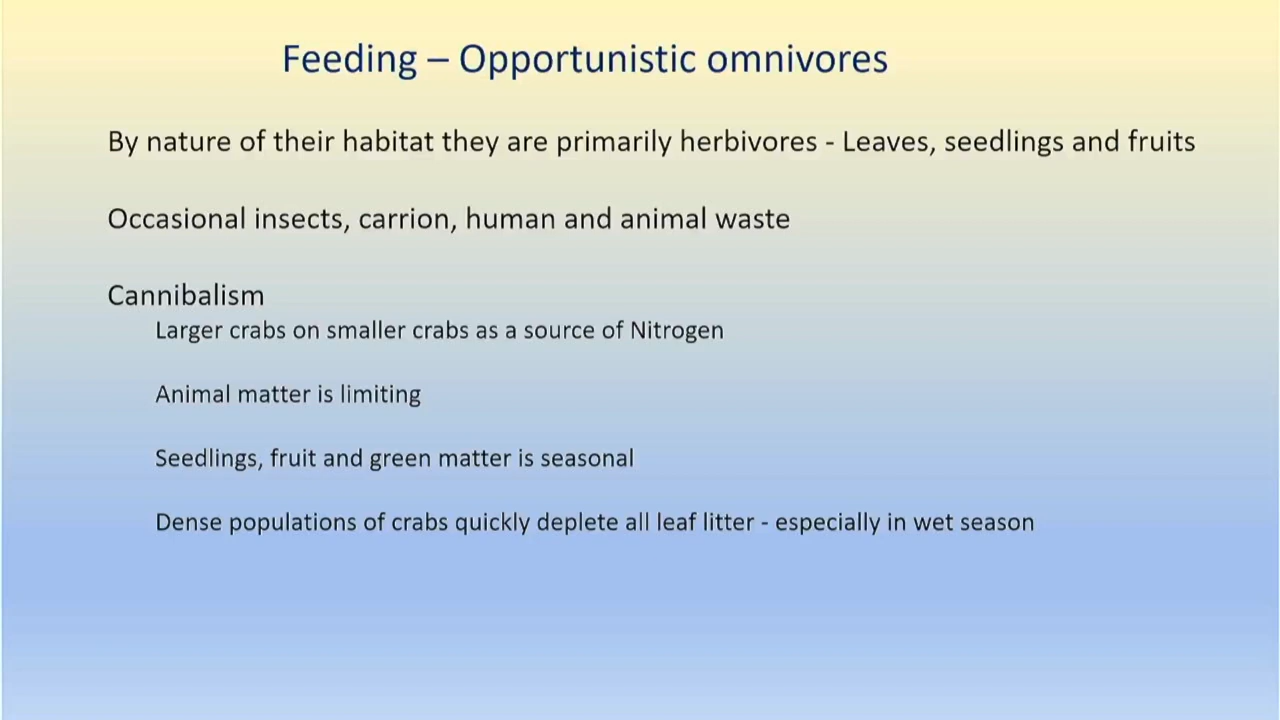 Feeding – Opportunistic omnivores
By nature of their habitat they are primarily herbivores - Leaves, seedlings and fruits
Occasional insects, carrion, human and animal waste
Cannibalism
Larger crabs on smaller crabs as a source of Nitrogen
Animal matter is limiting
Seedlings, fruit and green matter is seasonal
Dense populations of crabs quickly deplete all leaf litter - especially in wet season